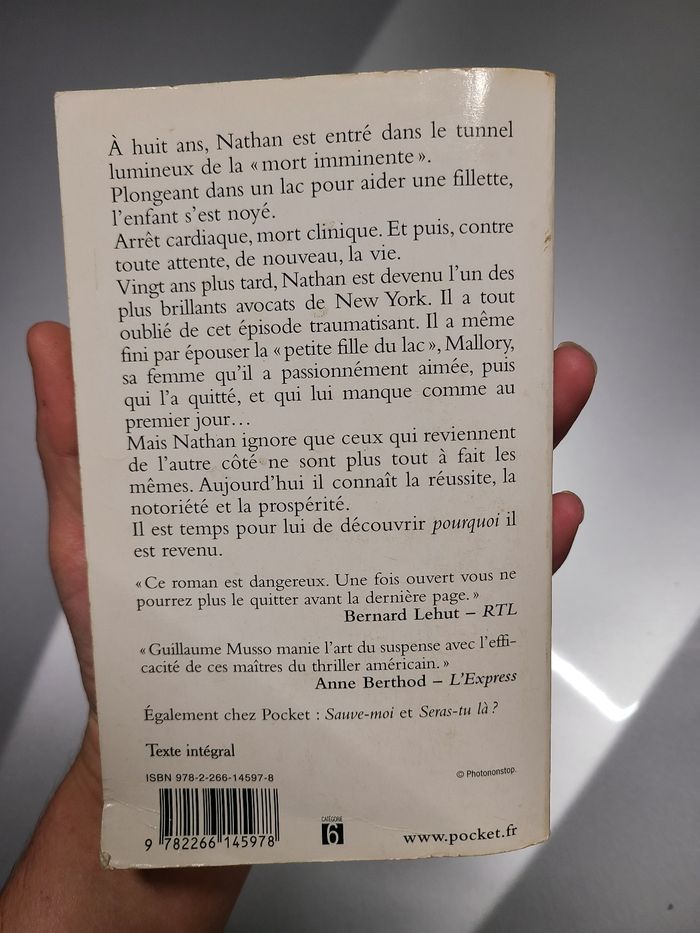 À huit ans, Nathan est entré dans le tunnel
lumineux de la « mort imminente ».
Plongeant dans un lac pour aider une fillette,
l'enfant s'est noyé.
Arrêt cardiaque, mort clinique. Et puis, contre
toute attente, de nouveau, la vie.
Vingt ans plus tard, Nathan est devenu l'un des
plus brillants avocats de New York. Il a tout
oublié de cet épisode traumatisant. Il a même
fini par épouser la « petite fille du lac », Mallory,
sa femme qu'il a passionnément aimée, puis
qui l'a quitté, et qui lui manque comme au
premier jour…
Mais Nathan ignore que ceux qui reviennent
de l'autre côté ne sont plus tout à fait les
mêmes. Aujourd'hui il connaît la réussite, la
notoriété et la prospérité.
Il est temps pour lui de découvrir pourquoi il
est revenu.
« Ce roman est dangereux. Une fois ouvert vous ne
pourrez plus le quitter avant la dernière page. »
Bernard Lehut – RTL
« Guillaume Musso manie l'art du suspense avec l'effi-
cacité de ces maîtres du thriller américain. »
Anne Berthod – L'Express
Également chez Pocket : Sauve-moi et Seras-tu là ?
Texte intégral
ISBN 978-2-266-14597-8
© Photononstop.
9 782266 145978
CATÉGORIE
6
www.pocket.fr